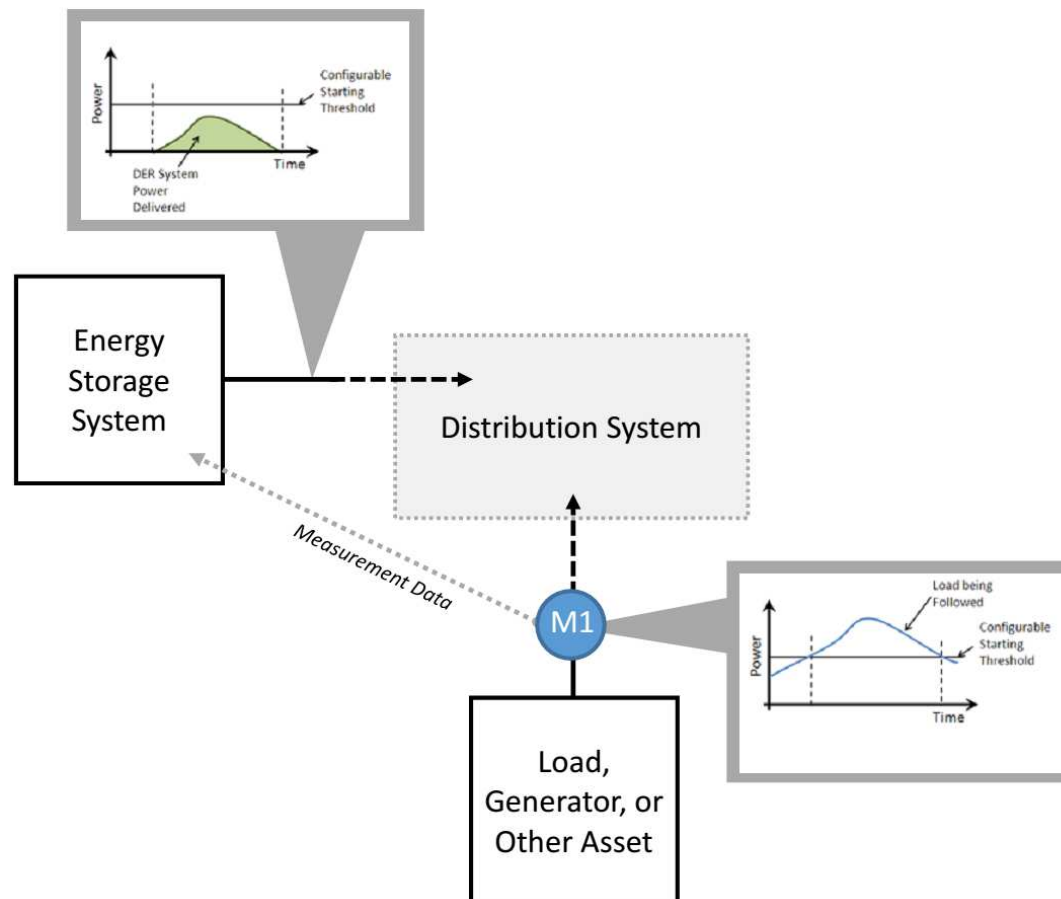 Power
Configurable
Starting
Threshold
Time
DER System
Power
Delivered
Energy
Storage
System
Distribution System
Measurement Data
M1
Power
Load being
Followed
Configurable
Starting
Threshold
Time
Load,
Generator, or
Other Asset